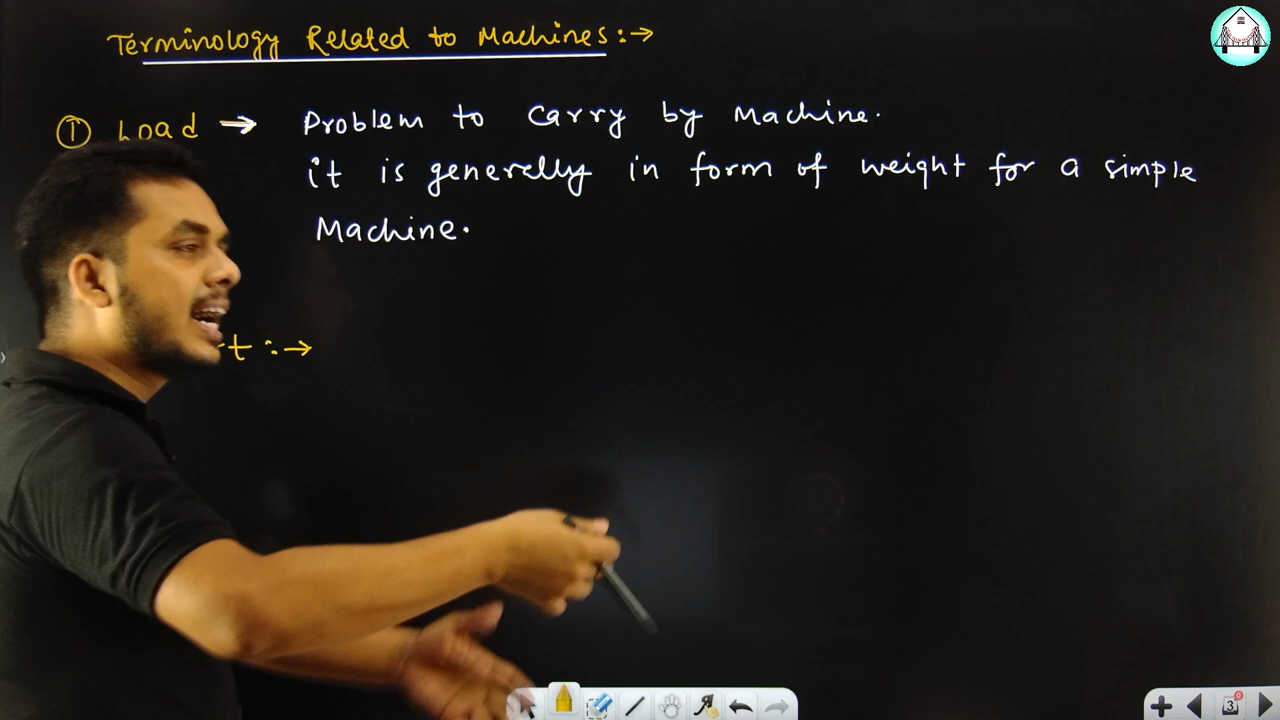 Terminology Related to Machines:→
① Load → Problem to carry by Machine.
it is generelly in form of weight for a simple
Machine.
t :→
3